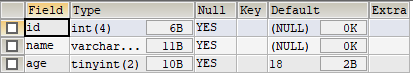 Field Type Null Key Default Extra
id int(4) 6B YES (NULL) 0K
name varchar... 11B YES (NULL) 0K
age tinyint(2) 10B YES 18 2B